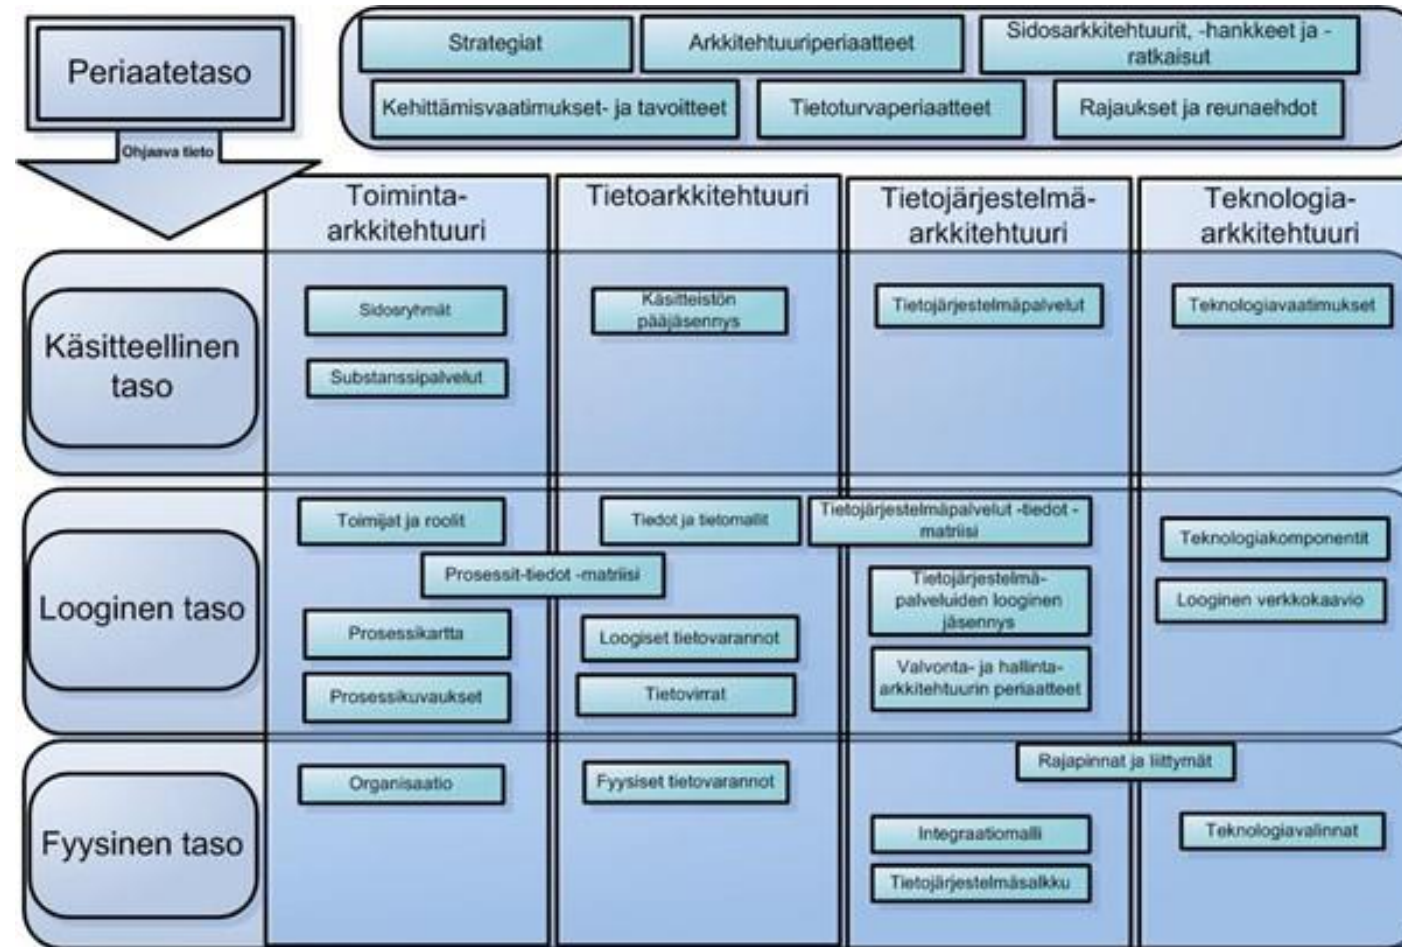 Periaatetaso
Ohjaava tieto
Strategiat
Arkkitehtuuriperiaatteet
Sidosarkkitehtuurit, -hankkeet ja -
ratkaisut
Kehittämisvaatimukset- ja tavoitteet
Tietoturvaperiaatteet
Rajaukset ja reunaehdot
Toiminta-
arkkitehtuuri
Tietoarkkitehtuuri
Tietojärjestelmä-
arkkitehtuuri
Teknologia-
arkkitehtuuri
Käsitteellinen
taso
Sidosryhmät
Substanssipalvelut
Käsitteistön
pääjäsennys
Tietojärjestelmäpalvelut
Teknologiavaatimukset
Looginen taso
Toimijat ja roolit
Tiedot ja tietomallit
Tietojärjestelmäpalvelut -tiedot -
matriisi
Prosessit-tiedot -matriisi
Teknologiakomponentit
Prosessikartta
Loogiset tietovarannot
Tietojärjestelmä-
palveluiden looginen
jäsennys
Looginen verkkokaavio
Prosessikuvaukset
Tietovirrat
Valvonta- ja hallinta-
arkkitehtuurin periaatteet
Fyysinen taso
Organisaatio
Fyysiset tietovarannot
Rajapinnat ja liittymät
Integraatiomalli
Tietojärjestelmäsalkku
Teknologiavalinnat